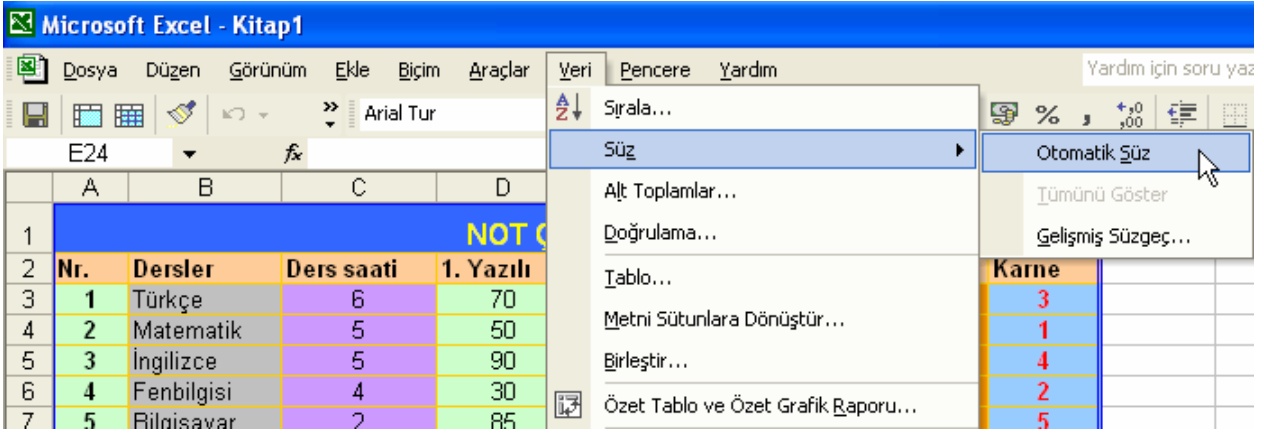 Microsoft Excel - Kitap1
Dosya Düzen Görünüm Ekle Biçim Araçlar Veri Pencere Yardım Yardım için soru yaz
Arial Tur
Sırala...
% , ,0 ,00
E24 fx
Süz
Otomatik Süz
A B C D
Alt Toplamlar...
Tümünü Göster
1 NOT
Doğrulama...
Gelişmiş Süzgeç...
2 Nr. Dersler Ders saati 1. Yazılı Karne
Tablo...
3 1 Türkçe 6 70 3
4 2 Matematik 5 50 1
Metni Sütunlara Dönüştür...
5 3 İngilizce 5 90 4
Birleştir...
6 4 Fenbilgisi 4 30 2
Özet Tablo ve Özet Grafik Raporu...
7 5 Bilgisayar 2 85 5